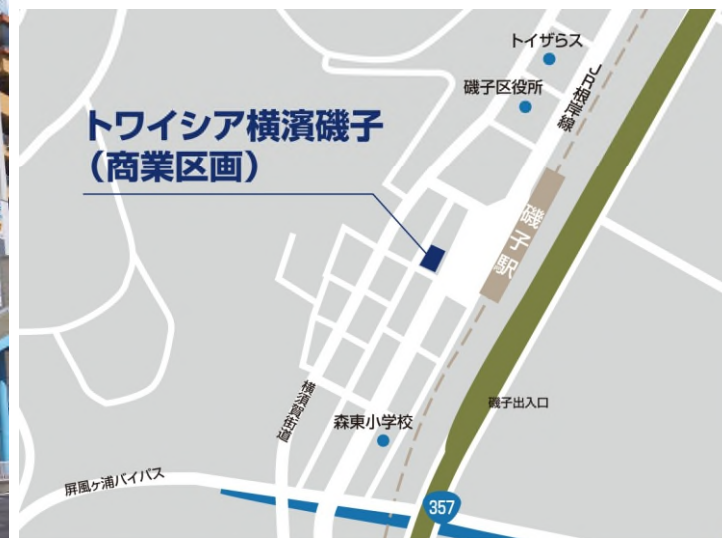 トイザらス
磯子区役所
JR根岸線
トワイシア横濱磯子
（商業区画）
磯子駅
横須賀街道
磯子出入口
森東小学校
屏風ヶ浦バイパス
357